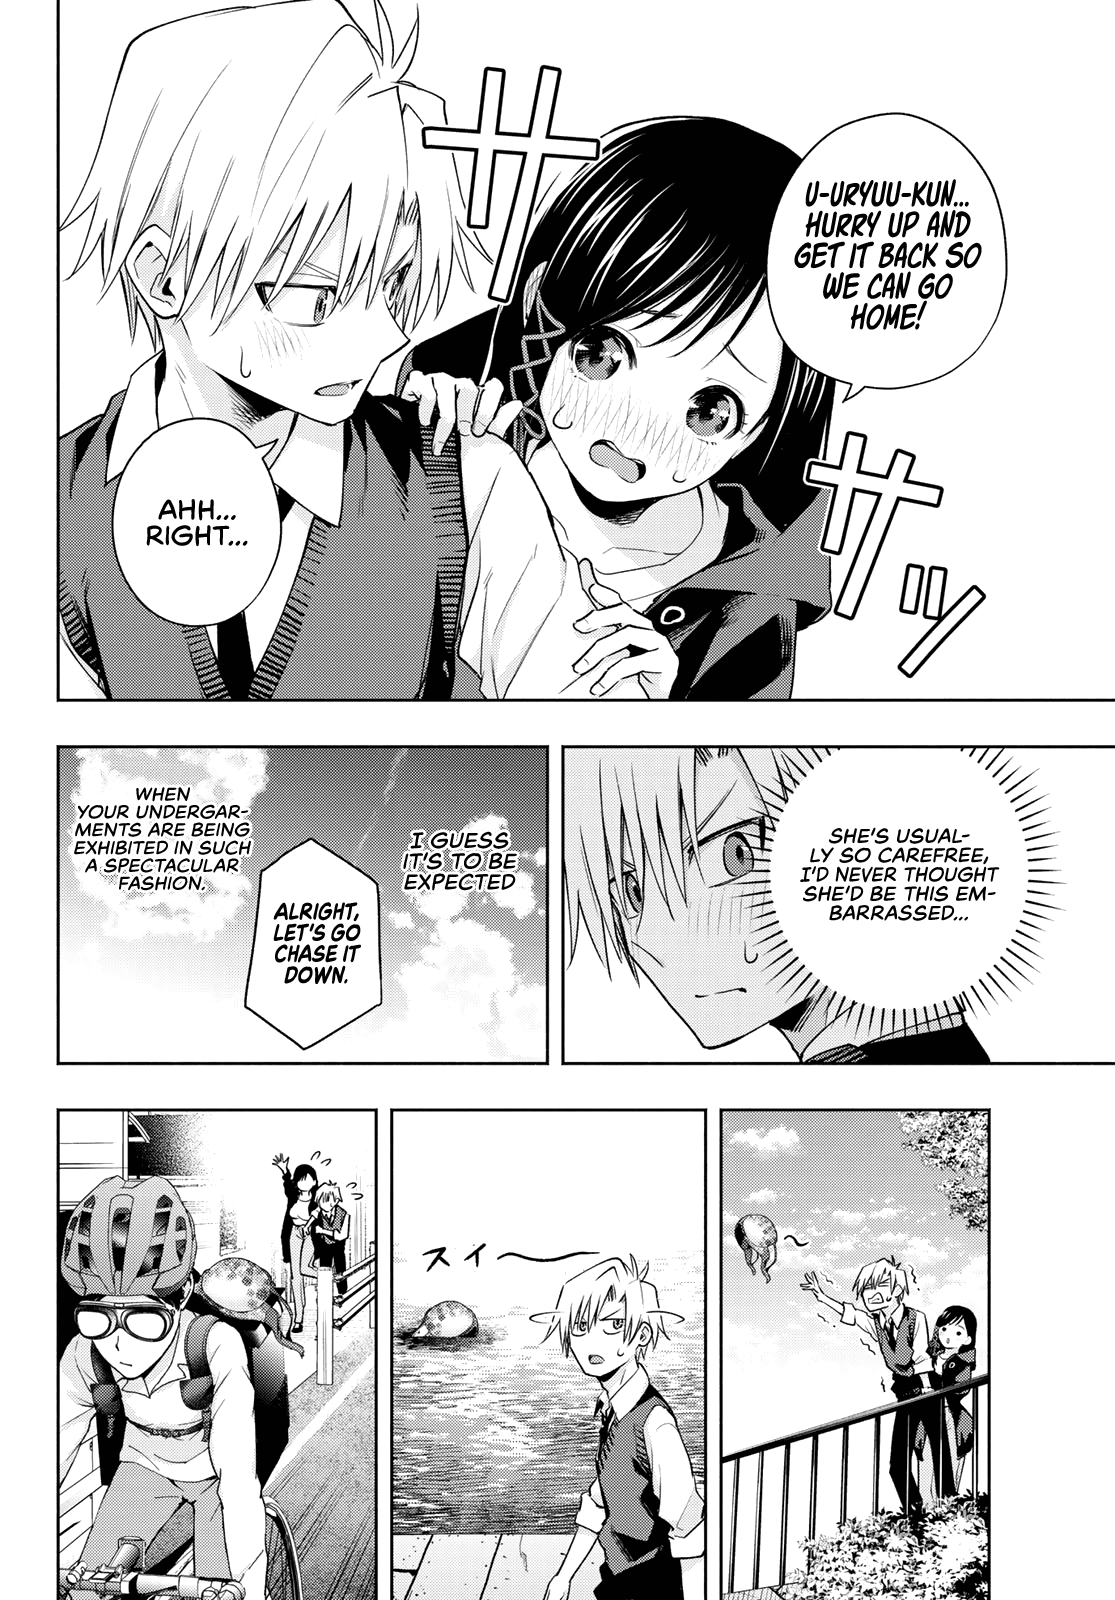 U-URYUU-KUN...
HURRY UP AND
GET IT BACK SO
WE CAN GO
HOME!
サ
サッ
AHH...
RIGHT...
SHE'S USUAL-
LY SO CAREFREE,
I'D NEVER THOUGHT
SHE'D BE THIS EM-
BARRASSED...
I GUESS
IT'S TO BE
EXPECTED
WHEN
YOUR UNDERGAR-
MENTS ARE BEING
EXHIBITED IN SUCH
A SPECTACULAR
FASHION.
ALRIGHT,
LET'S GO
CHASE IT
DOWN.
スイ〜